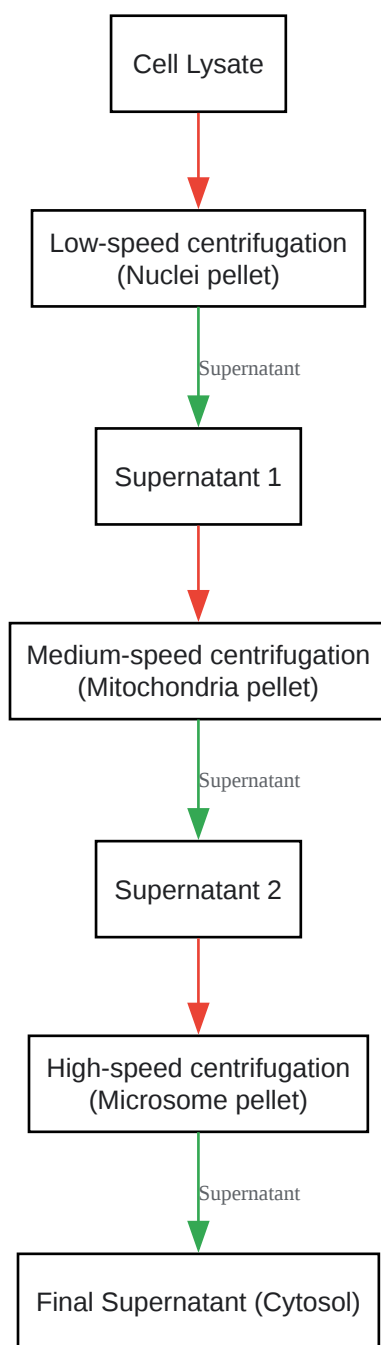 Cell Lysate
Low-speed centrifugation
(Nuclei pellet)
Supernatant
Supernatant 1
Medium-speed centrifugation
(Mitochondria pellet)
Supernatant
Supernatant 2
High-speed centrifugation
(Microsome pellet)
Supernatant
Final Supernatant (Cytosol)